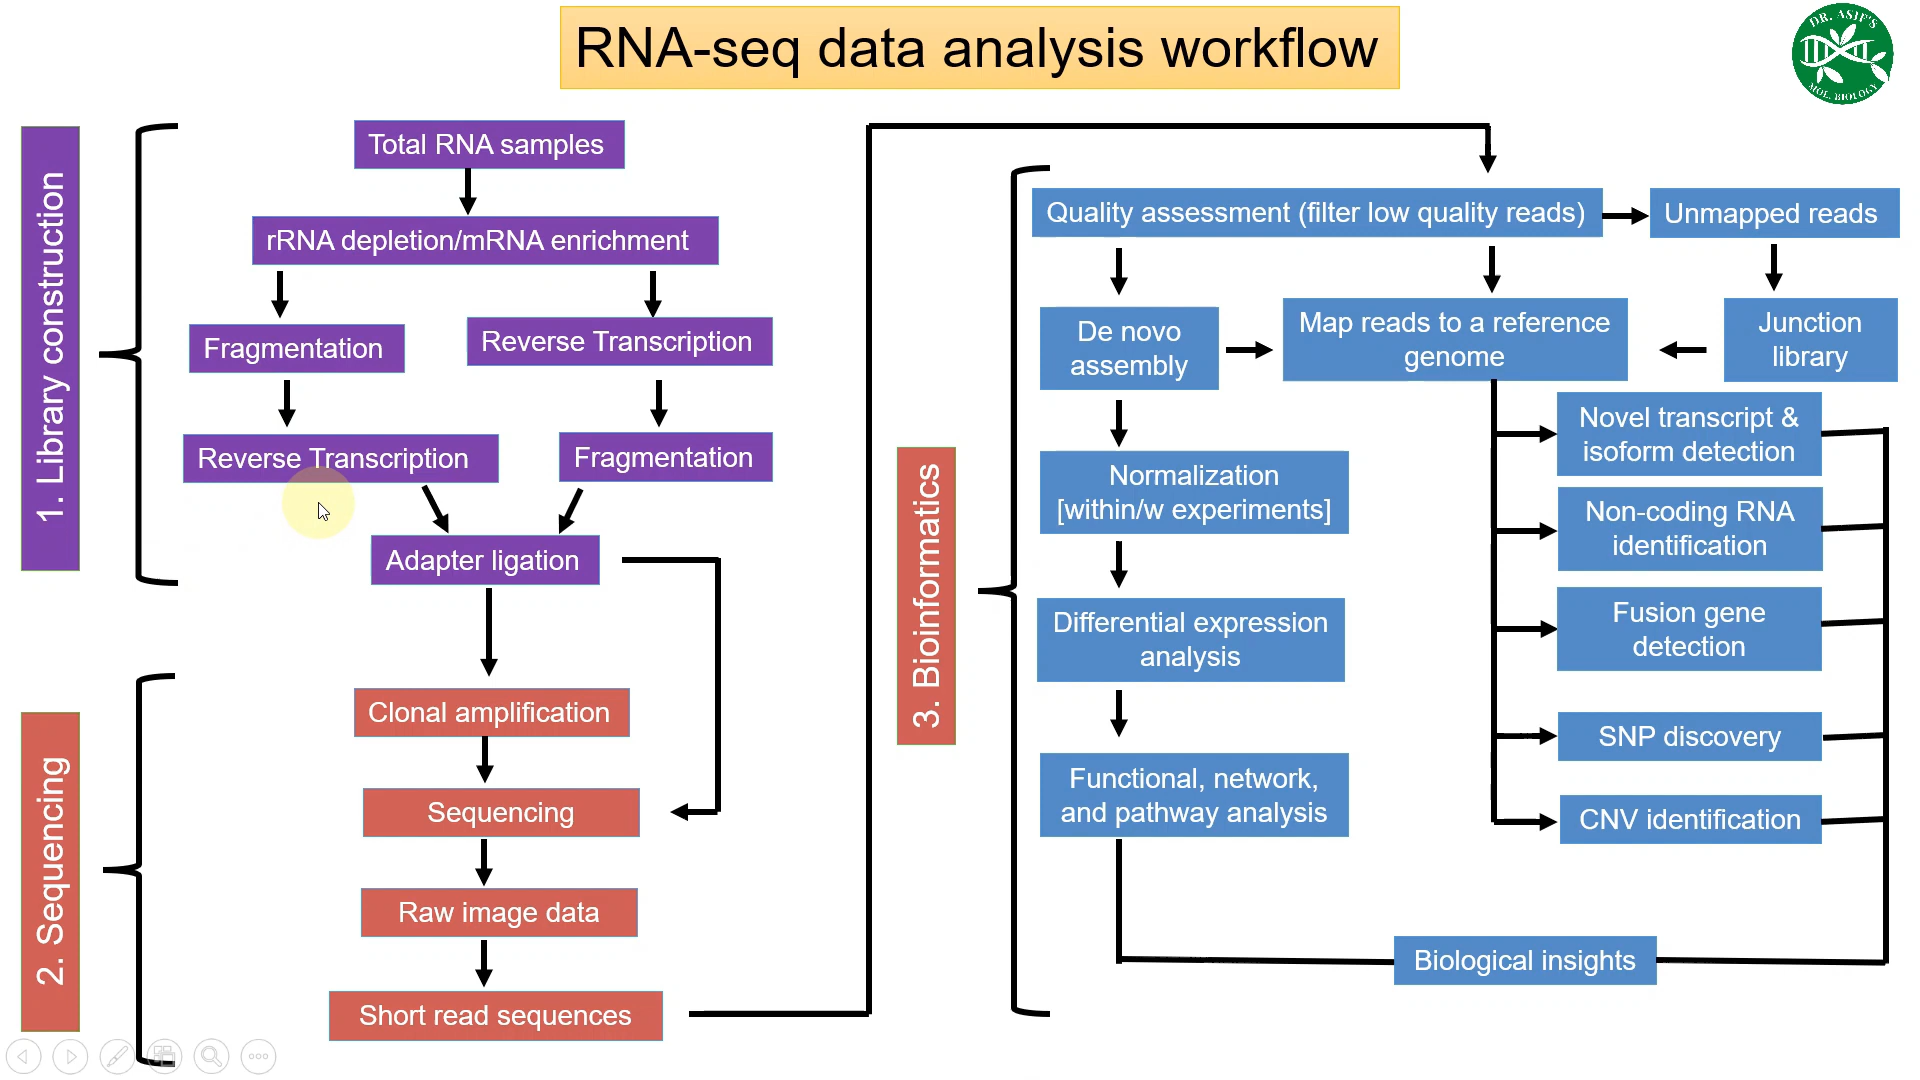 RNA-seq data analysis workflow
DR. ASIF'S
MOL. BIOLOGY
1. Library construction
Total RNA samples
rRNA depletion/mRNA enrichment
Fragmentation
Reverse Transcription
Reverse Transcription
Fragmentation
Adapter ligation
2. Sequencing
Clonal amplification
Sequencing
Raw image data
Short read sequences
3. Bioinformatics
Quality assessment (filter low quality reads)
Unmapped reads
De novo
assembly
Map reads to a reference
genome
Junction
library
Normalization
[within/w experiments]
Differential expression
analysis
Functional, network,
and pathway analysis
Novel transcript &
isoform detection
Non-coding RNA
identification
Fusion gene
detection
SNP discovery
CNV identification
Biological insights